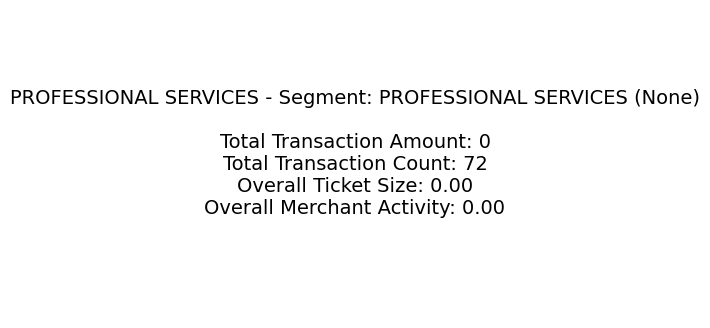 PROFESSIONAL SERVICES - Segment: PROFESSIONAL SERVICES (None)
Total Transaction Amount: 0
Total Transaction Count: 72
Overall Ticket Size: 0.00
Overall Merchant Activity: 0.00